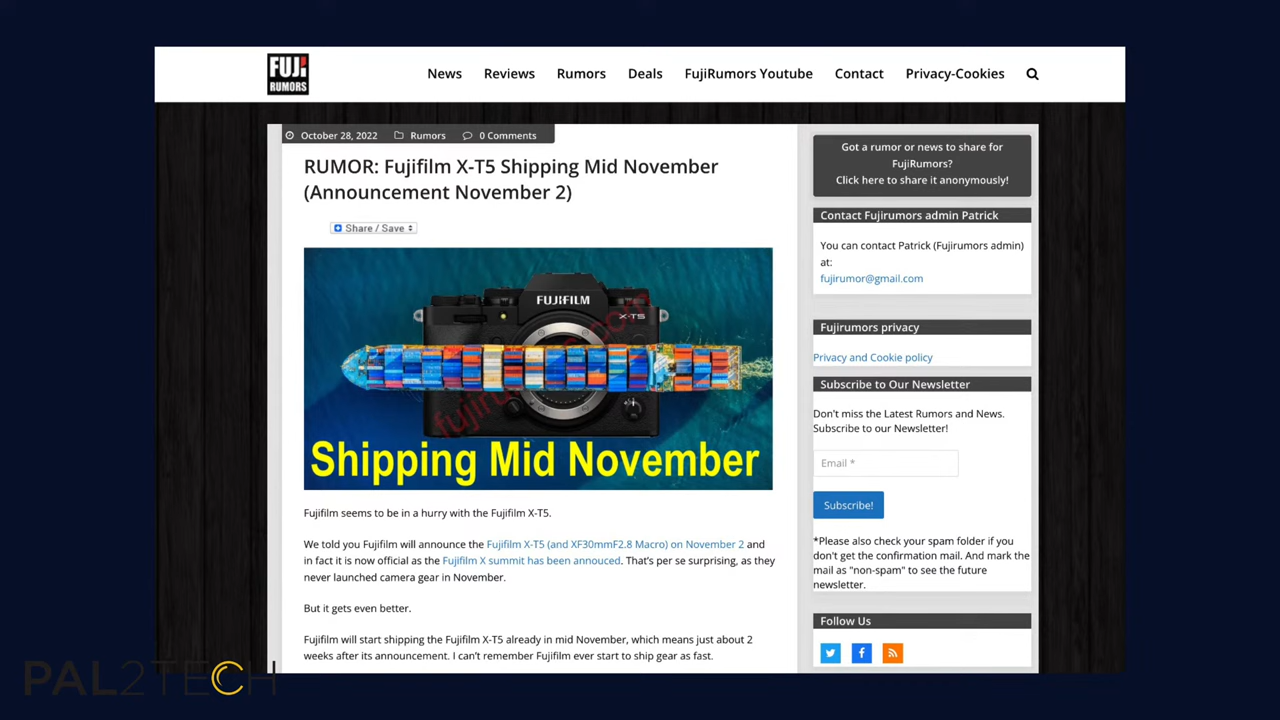 FUJI
RUMORS
News
Reviews
Rumors
Deals
FujiRumors Youtube
Contact
Privacy-Cookies
October 28, 2022
Rumors
0 Comments
RUMOR: Fujifilm X-T5 Shipping Mid November
(Announcement November 2)
Share / Save
FUJIFILM
X-T5
Shipping Mid November
Fujifilm seems to be in a hurry with the Fujifilm X-T5.
We told you Fujifilm will announce the Fujifilm X-T5 (and XF30mmF2.8 Macro) on November 2 and
in fact it is now official as the Fujifilm X summit has been annouced. That's per se surprising, as they
never launched camera gear in November.
But it gets even better.
Fujifilm will start shipping the Fujifilm X-T5 already in mid November, which means just about 2
weeks after its announcement. I can't remember Fujifilm ever start to ship gear as fast.
Got a rumor or news to share for
FujiRumors?
Click here to share it anonymously!
Contact Fujirumors admin Patrick
You can contact Patrick (Fujirumors admin)
at:
fujirumor@gmail.com
Fujirumors privacy
Privacy and Cookie policy
Subscribe to Our Newsletter
Don't miss the Latest Rumors and News.
Subscribe to our Newsletter!
Email *
Subscribe!
*Please also check your spam folder if you
don't get the confirmation mail. And mark the
mail as "non-spam" to see the future
newsletter.
Follow Us
PAL2TECH